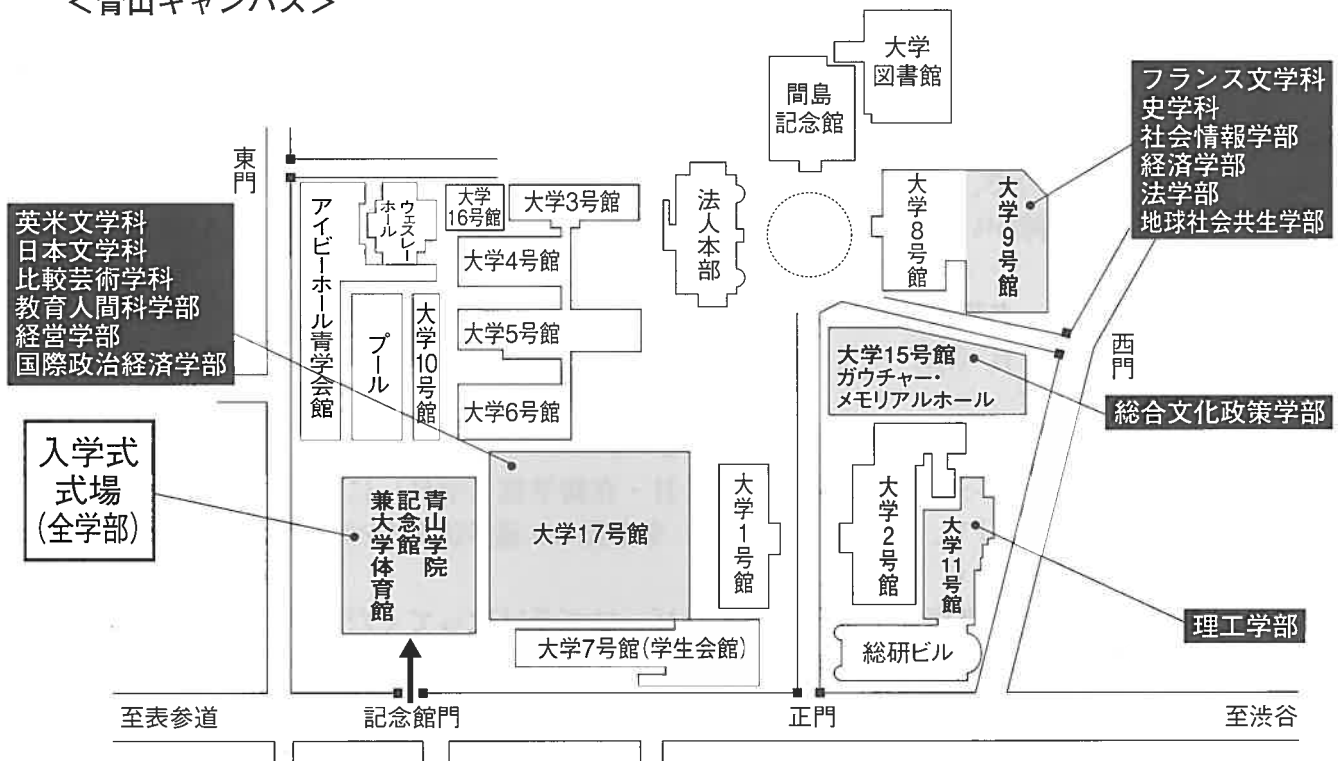 ＜青山キャンパス＞
大学
図書館
間島
記念館
フランス文学科
史学科
社会情報学部
経済学部
法学部
地球社会共生学部
東門
英米文学科
日本文学科
比較芸術学科
教育人間科学部
経営学部
国際政治経済学部
アイビーホール青学会館
ウェスレー
ホール
大学
16号館
大学3号館
大学4号館
大学5号館
大学6号館
プール
大学10号館
法人本部
大学8号館
大学9号館
西門
大学15号館
ガウチャー・
メモリアルホール
総合文化政策学部
入学式
式場
(全学部)
青山学院
記念館
兼大学体育館
大学17号館
大学1号館
大学2号館
大学11号館
理工学部
大学7号館(学生会館)
総研ビル
至表参道
記念館門
正門
至渋谷